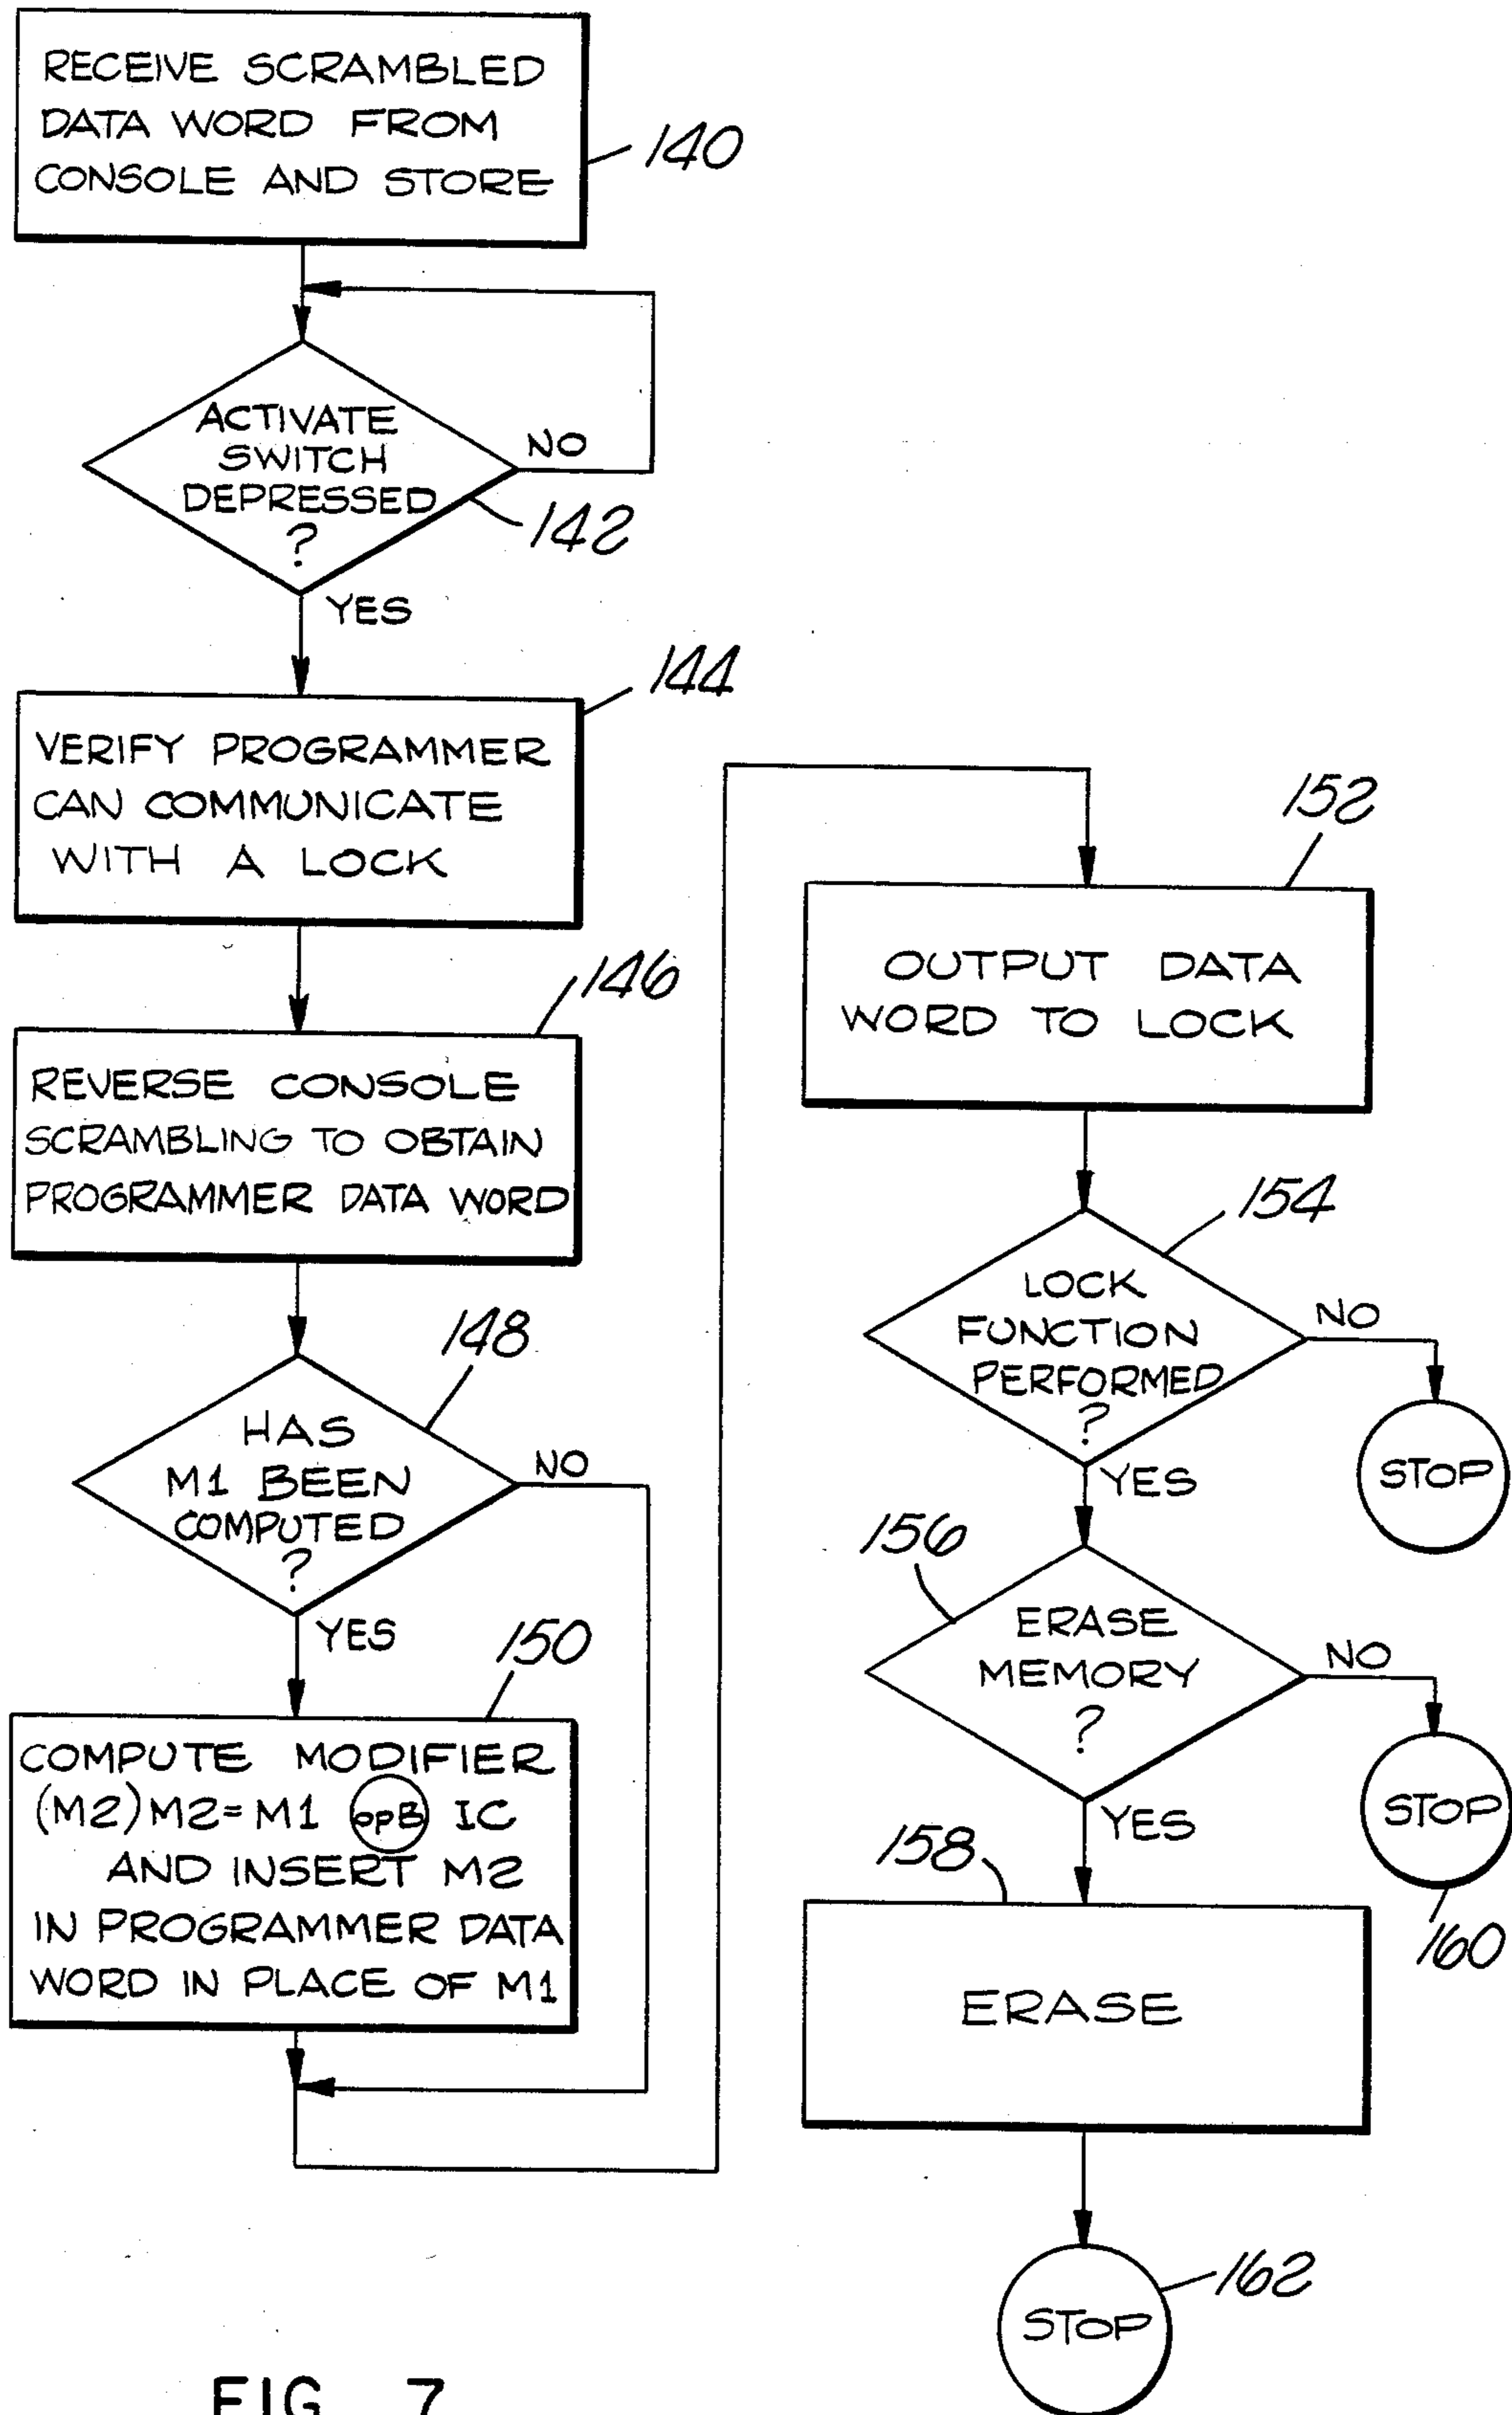 RECEIVE SCRAMBLED
DATA WORD FROM
CONSOLE AND STORE
140
ACTIVATE
SWITCH
DEPRESSED
?
NO
142
YES
144
VERIFY PROGRAMMER
CAN COMMUNICATE
WITH A LOCK
146
REVERSE CONSOLE
SCRAMBLING TO OBTAIN
PROGRAMMER DATA WORD
148
HAS
M1 BEEN
COMPUTED
?
NO
YES
150
COMPUTE MODIFIER
(M2) M2 = M1 opB IC
AND INSERT M2
IN PROGRAMMER DATA
WORD IN PLACE OF M1
152
OUTPUT DATA
WORD TO LOCK
154
LOCK
FUNCTION
PERFORMED
?
NO
STOP
YES
156
ERASE
MEMORY
?
NO
STOP
160
YES
158
ERASE
162
STOP
FIG. 7